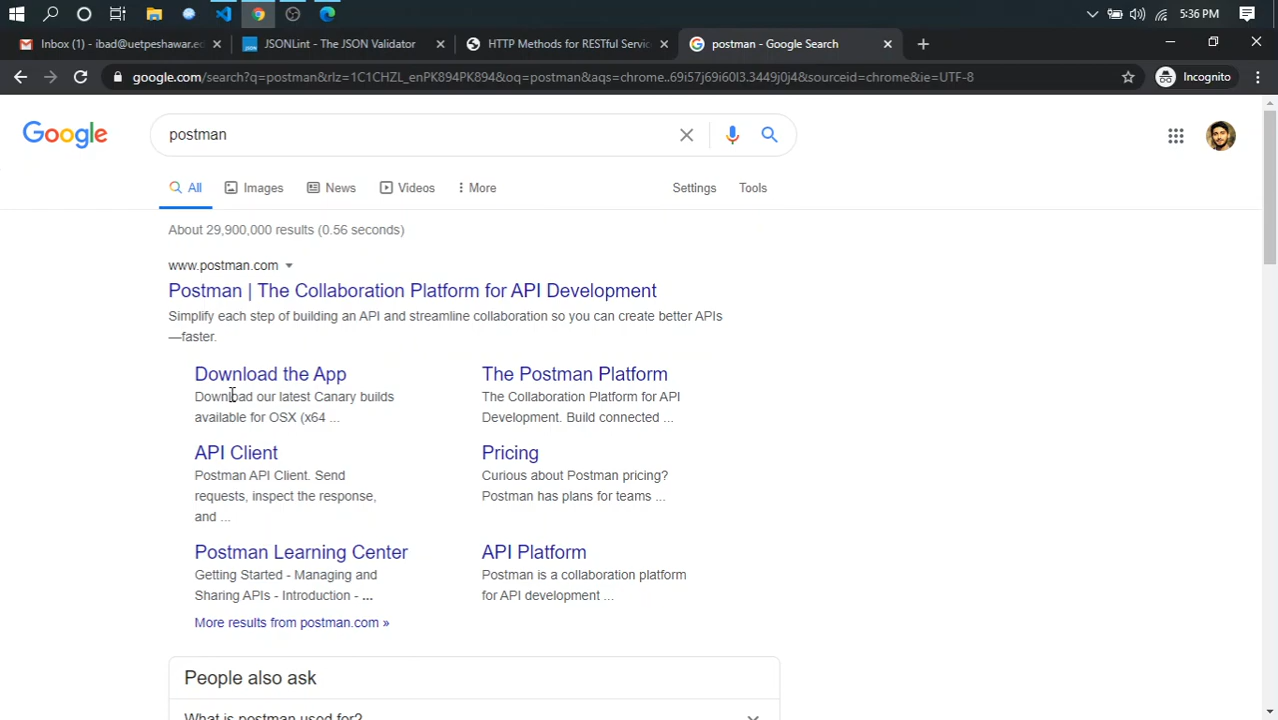 5:36 PM
Inbox (1) - ibad@uetpeshawar.ec
JSONLint - The JSON Validator
HTTP Methods for RESTful Servic
postman - Google Search
google.com/search?q=postman&rlz=1C1CHZL_enPK894PK894&oq=postman&aqs=chrome..69i57j69i60l3.3449j0j4&sourceid=chrome&ie=UTF-8
Incognito
Google
postman
All
Images
News
Videos
More
Settings
Tools
About 29,900,000 results (0.56 seconds)
www.postman.com
Postman | The Collaboration Platform for API Development
Simplify each step of building an API and streamline collaboration so you can create better APIs
—faster.
Download the App
Download our latest Canary builds
available for OSX (x64 ...
The Postman Platform
The Collaboration Platform for API
Development. Build connected ...
API Client
Postman API Client. Send
requests, inspect the response,
and ...
Pricing
Curious about Postman pricing?
Postman has plans for teams ...
Postman Learning Center
Getting Started - Managing and
Sharing APIs - Introduction - ...
API Platform
Postman is a collaboration platform
for API development ...
More results from postman.com »
People also ask
What is postman used for?